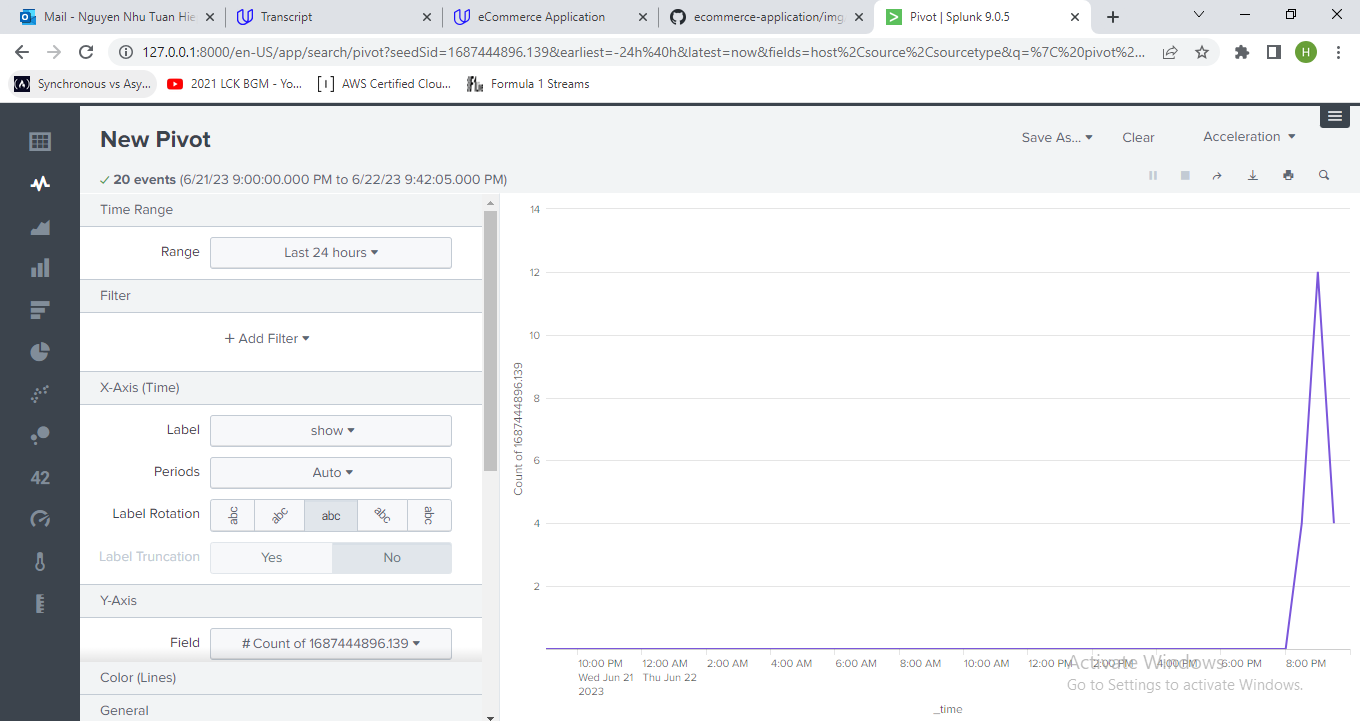 Mail - Nguyen Nhu Tuan Hie
Transcript
eCommerce Application
ecommerce-application/img
Pivot | Splunk 9.0.5
127.0.0.1:8000/en-US/app/search/pivot?seedSid=1687444896.139&earliest=-24h%40h&latest=now&fields=host%2Csource%2Csourcetype&q=%7C%20pivot%2...
H
Synchronous vs Asy...
2021 LCK BGM - Yo...
AWS Certified Clou...
Formula 1 Streams
New Pivot
Save As...
Clear
Acceleration
20 events (6/21/23 9:00:00.000 PM to 6/22/23 9:42:05.000 PM)
Time Range
Range
Last 24 hours
Filter
+ Add Filter
X-Axis (Time)
Label
show
Periods
Auto
Label Rotation
abc
abc
abc
abc
abc
Label Truncation
Yes
No
Y-Axis
Field
# Count of 1687444896.139
Color (Lines)
General
42
14
12
10
8
6
4
2
Count of 1687444896.139
10:00 PM
Wed Jun 21
2023
12:00 AM
Thu Jun 22
2:00 AM
4:00 AM
6:00 AM
8:00 AM
10:00 AM
12:00 PM
2:00 PM
4:00 PM
6:00 PM
8:00 PM
_time
Activate Windows
Go to Settings to activate Windows.